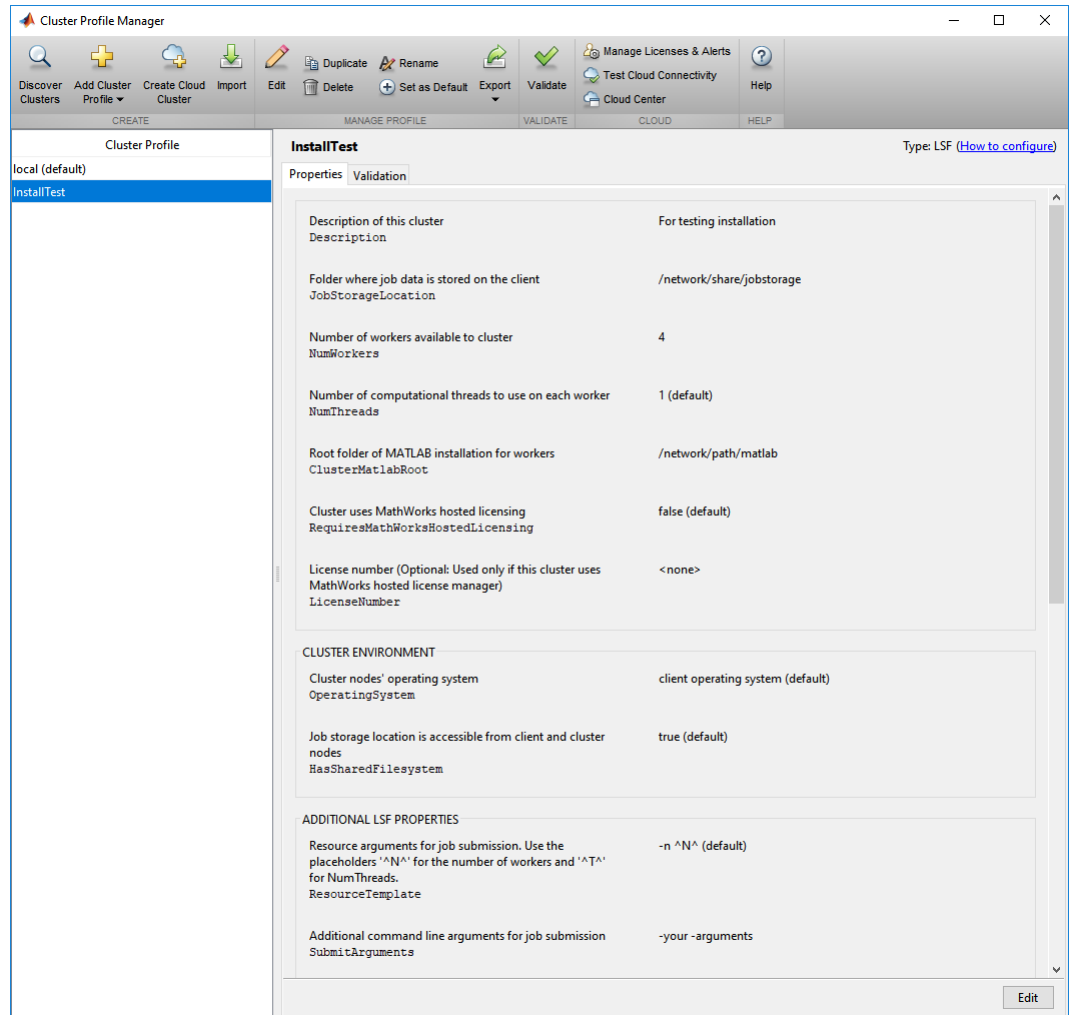 Cluster Profile Manager
Discover Clusters
Add Cluster Profile
Create Cloud Cluster
Import
CREATE
Edit
Duplicate
Delete
Rename
Set as Default
Export
MANAGE PROFILE
Validate
VALIDATE
Manage Licenses & Alerts
Test Cloud Connectivity
Cloud Center
CLOUD
Help
HELP
Cluster Profile
local (default)
InstallTest
InstallTest
Type: LSF (How to configure)
Properties
Validation
Description of this cluster
Description
For testing installation
Folder where job data is stored on the client
JobStorageLocation
/network/share/jobstorage
Number of workers available to cluster
NumWorkers
4
Number of computational threads to use on each worker
NumThreads
1 (default)
Root folder of MATLAB installation for workers
ClusterMatlabRoot
/network/path/matlab
Cluster uses MathWorks hosted licensing
RequiresMathWorksHostedLicensing
false (default)
License number (Optional: Used only if this cluster uses
MathWorks hosted license manager)
LicenseNumber
<none>
CLUSTER ENVIRONMENT
Cluster nodes' operating system
OperatingSystem
client operating system (default)
Job storage location is accessible from client and cluster
nodes
HasSharedFilesystem
true (default)
ADDITIONAL LSF PROPERTIES
Resource arguments for job submission. Use the
placeholders '^N^' for the number of workers and '^T^'
for NumThreads.
ResourceTemplate
-n ^N^ (default)
Additional command line arguments for job submission
SubmitArguments
-your -arguments
Edit